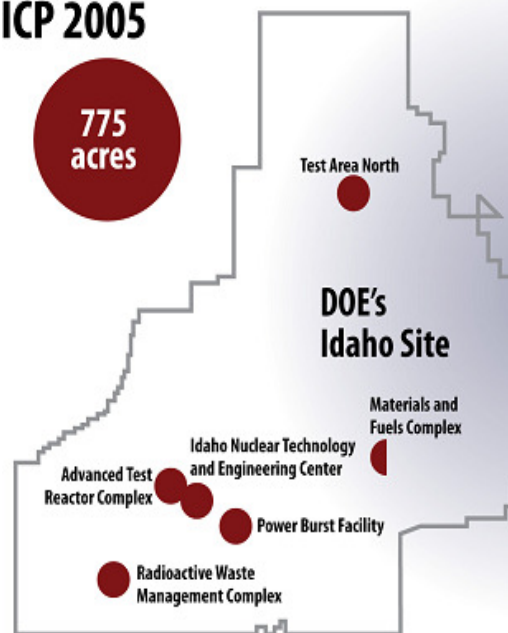 ICP 2005
775
acres
Test Area North
DOE's
Idaho Site
Materials and
Fuels Complex
Idaho Nuclear Technology
and Engineering Center
Advanced Test
Reactor Complex
Power Burst Facility
Radioactive Waste
Management Complex